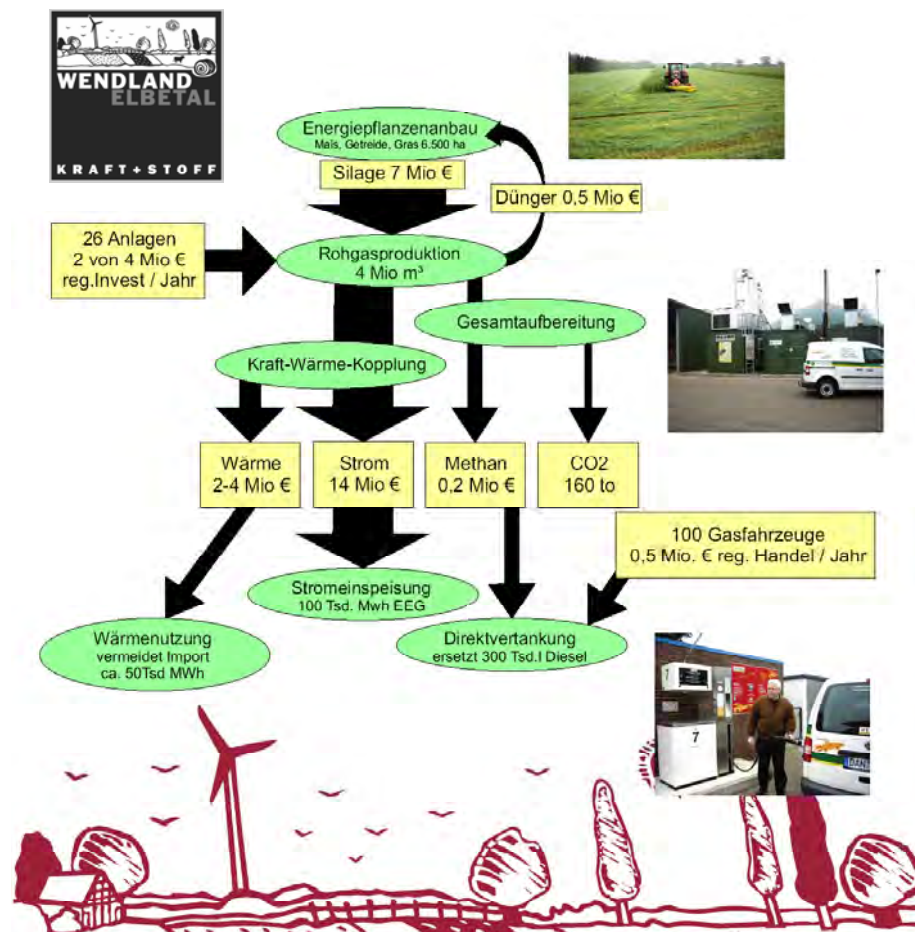 WENDLAND
ELBETAL
KRAFT+STOFF
Energiepflanzenanbau
Mais, Getreide, Gras 6.500 ha
Silage 7 Mio €
Dünger 0,5 Mio €
26 Anlagen
2 von 4 Mio €
reg.Invest / Jahr
Rohgasproduktion
4 Mio m³
Gesamtaufbereitung
Kraft-Wärme-Kopplung
Wärme
2-4 Mio €
Strom
14 Mio €
Methan
0,2 Mio €
CO2
160 to
100 Gasfahrzeuge
0,5 Mio. € reg. Handel / Jahr
Stromeinspeisung
100 Tsd. Mwh EEG
Wärmenutzung
vermeidet Import
ca. 50Tsd MWh
Direktvertankung
ersetzt 300 Tsd.l Diesel
7
DAN